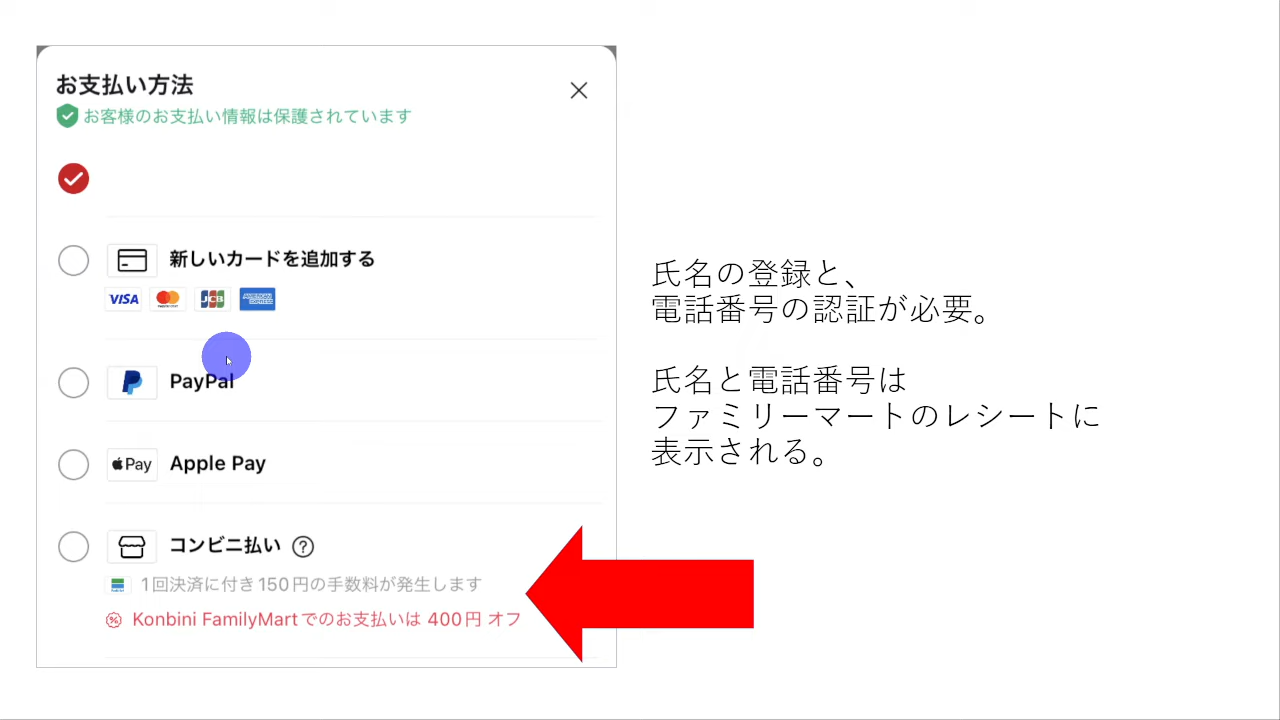 お支払い方法
お客様のお支払い情報は保護されています
新しいカードを追加する
VISA JCB AMERICAN EXPRESS
PayPal
Pay Apple Pay
コンビニ払い ?
1回決済に付き150円の手数料が発生します
% Konbini FamilyMartでのお支払いは 400円 オフ
氏名の登録と、
電話番号の認証が必要。
氏名と電話番号は
ファミリーマートのレシートに
表示される。